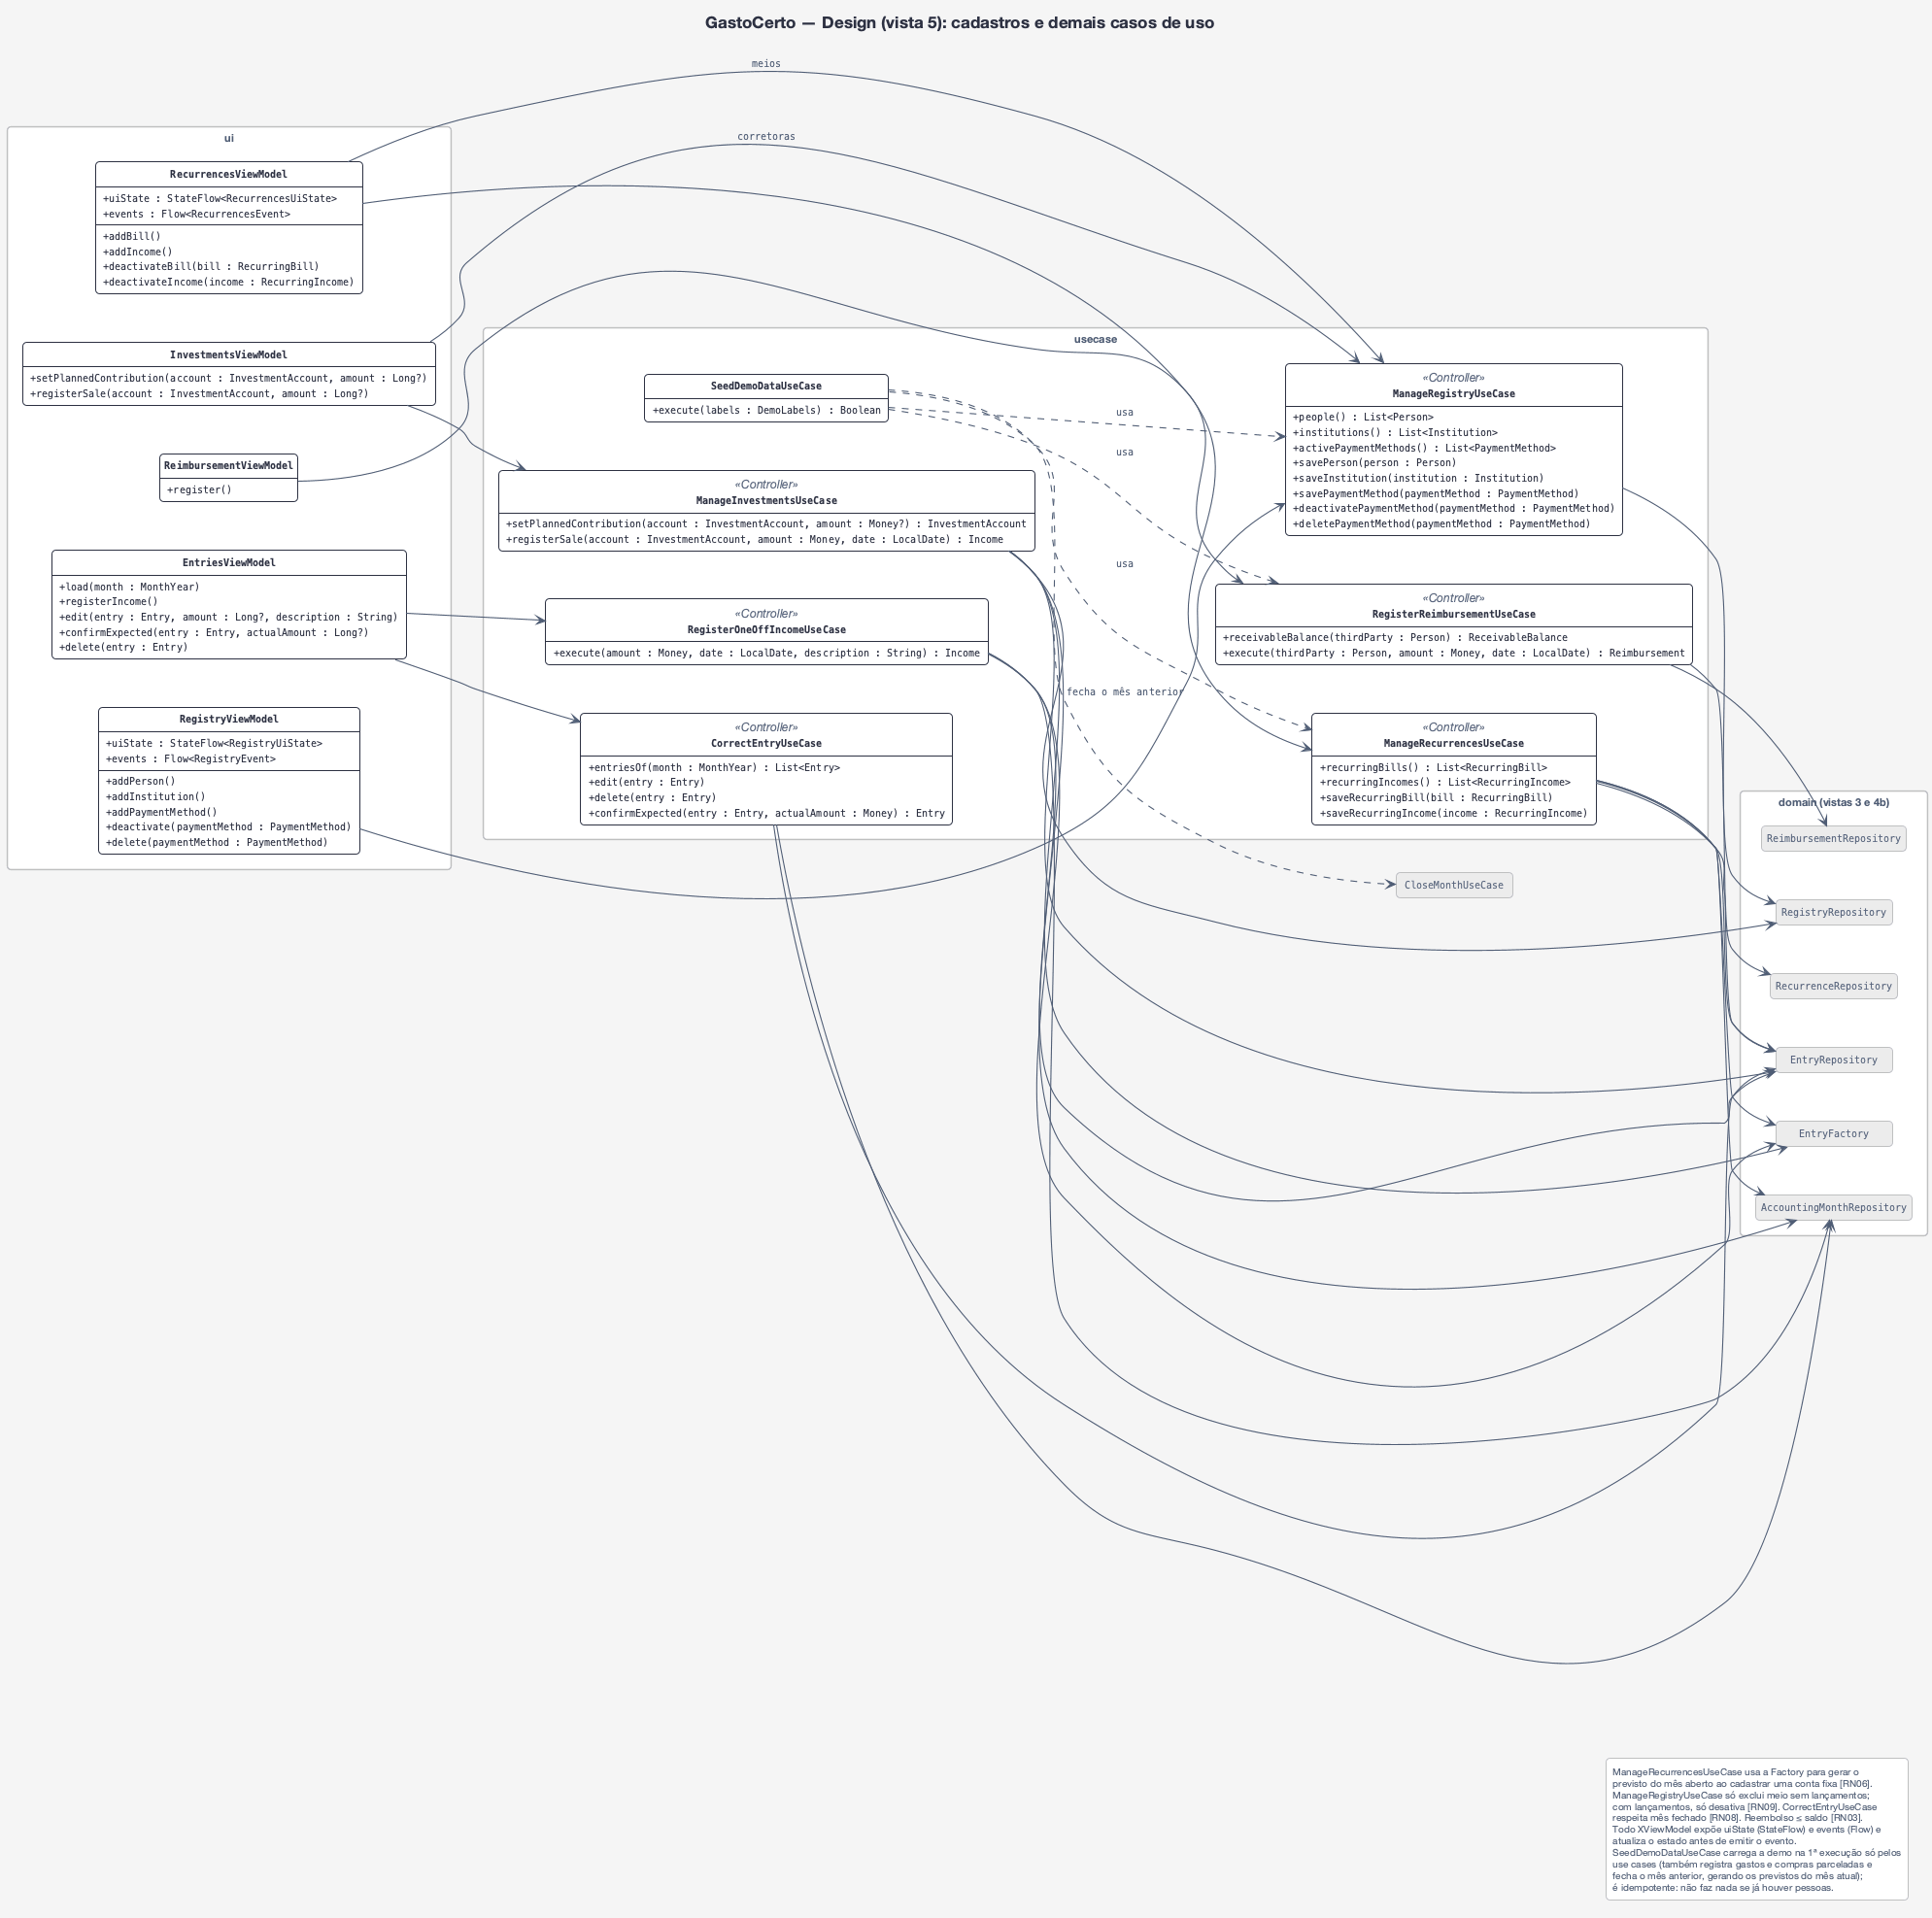 GastoCerto — Design (vista 5): cadastros e demais casos de uso
meios
corretoras
ui
RecurrencesViewModel
+uiState : StateFlow<RecurrencesUiState>
+events : Flow<RecurrencesEvent>
+addBill()
+addIncome()
+deactivateBill(bill : RecurringBill)
+deactivateIncome(income : RecurringIncome)
InvestmentsViewModel
+setPlannedContribution(account : InvestmentAccount, amount : Long?)
+registerSale(account : InvestmentAccount, amount : Long?)
ReimbursementViewModel
+register()
EntriesViewModel
+load(month : MonthYear)
+registerIncome()
+edit(entry : Entry, amount : Long?, description : String)
+confirmExpected(entry : Entry, actualAmount : Long?)
+delete(entry : Entry)
RegistryViewModel
+uiState : StateFlow<RegistryUiState>
+events : Flow<RegistryEvent>
+addPerson()
+addInstitution()
+addPaymentMethod()
+deactivate(paymentMethod : PaymentMethod)
+delete(paymentMethod : PaymentMethod)
usecase
SeedDemoDataUseCase
+execute(labels : DemoLabels) : Boolean
«Controller»
ManageInvestmentsUseCase
+setPlannedContribution(account : InvestmentAccount, amount : Money?) : InvestmentAccount
+registerSale(account : InvestmentAccount, amount : Money, date : LocalDate) : Income
«Controller»
RegisterOneOffIncomeUseCase
+execute(amount : Money, date : LocalDate, description : String) : Income
«Controller»
CorrectEntryUseCase
+entriesOf(month : MonthYear) : List<Entry>
+edit(entry : Entry)
+delete(entry : Entry)
+confirmExpected(entry : Entry, actualAmount : Money) : Entry
usa
usa
usa
fecha o mês anterior
«Controller»
ManageRegistryUseCase
+people() : List<Person>
+institutions() : List<Institution>
+activePaymentMethods() : List<PaymentMethod>
+savePerson(person : Person)
+saveInstitution(institution : Institution)
+savePaymentMethod(paymentMethod : PaymentMethod)
+deactivatePaymentMethod(paymentMethod : PaymentMethod)
+deletePaymentMethod(paymentMethod : PaymentMethod)
«Controller»
RegisterReimbursementUseCase
+receivableBalance(thirdParty : Person) : ReceivableBalance
+execute(thirdParty : Person, amount : Money, date : LocalDate) : Reimbursement
«Controller»
ManageRecurrencesUseCase
+recurringBills() : List<RecurringBill>
+recurringIncomes() : List<RecurringIncome>
+saveRecurringBill(bill : RecurringBill)
+saveRecurringIncome(income : RecurringIncome)
CloseMonthUseCase
domain (vistas 3 e 4b)
ReimbursementRepository
RegistryRepository
RecurrenceRepository
EntryRepository
EntryFactory
AccountingMonthRepository
ManageRecurrencesUseCase usa a Factory para gerar o
previsto do mês aberto ao cadastrar uma conta fixa [RN06].
ManageRegistryUseCase só exclui meio sem lançamentos;
com lançamentos, só desativa [RN09]. CorrectEntryUseCase
respeita mês fechado [RN08]. Reembolso ≤ saldo [RN03].
Todo XViewModel expõe uiState (StateFlow) e events (Flow) e
atualiza o estado antes de emitir o evento.
SeedDemoDataUseCase carrega a demo na 1ª execução só pelos
use cases (também registra gastos e compras parceladas e
fecha o mês anterior, gerando os previstos do mês atual);
é idempotente: não faz nada se já houver pessoas.